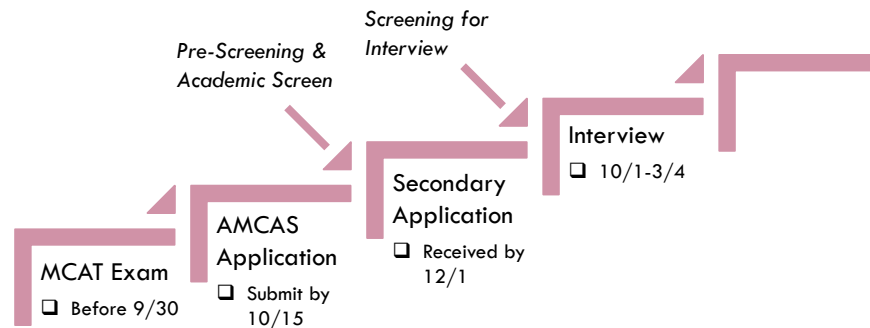 Screening for
Interview
Pre-Screening &
Academic Screen
MCAT Exam
❑ Before 9/30
AMCAS
Application
❑ Submit by
10/15
Secondary
Application
❑ Received by
12/1
Interview
❑ 10/1-3/4